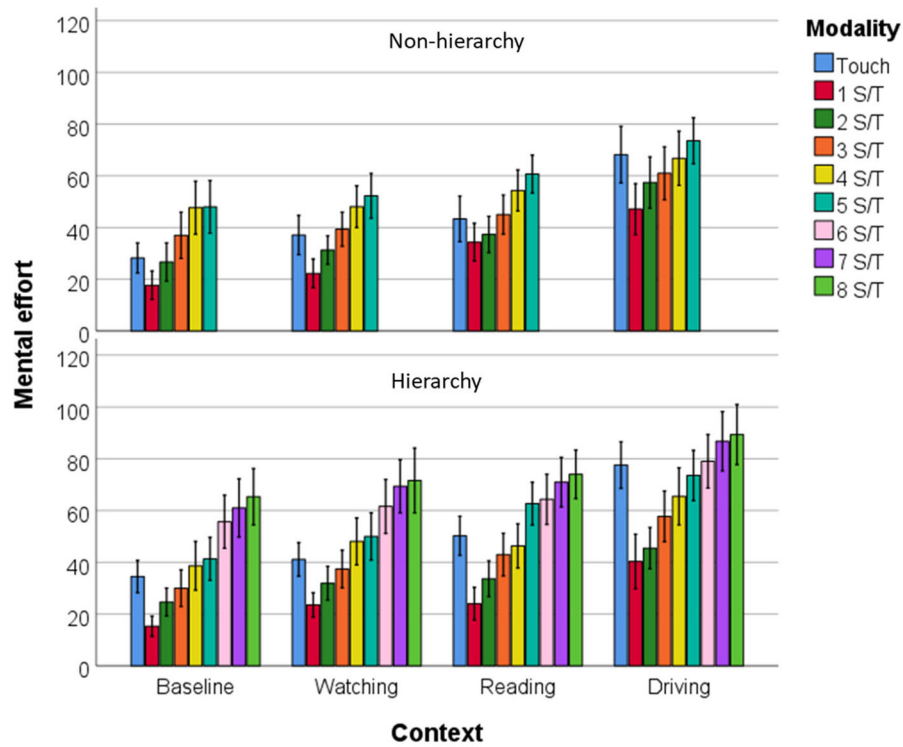 120
100
80
60
40
20
0
Non-hierarchy
Modality
Touch
1 S/T
2 S/T
3 S/T
4 S/T
5 S/T
6 S/T
7 S/T
8 S/T
Mental effort
120
100
80
60
40
20
0
Hierarchy
Baseline
Watching
Reading
Driving
Context